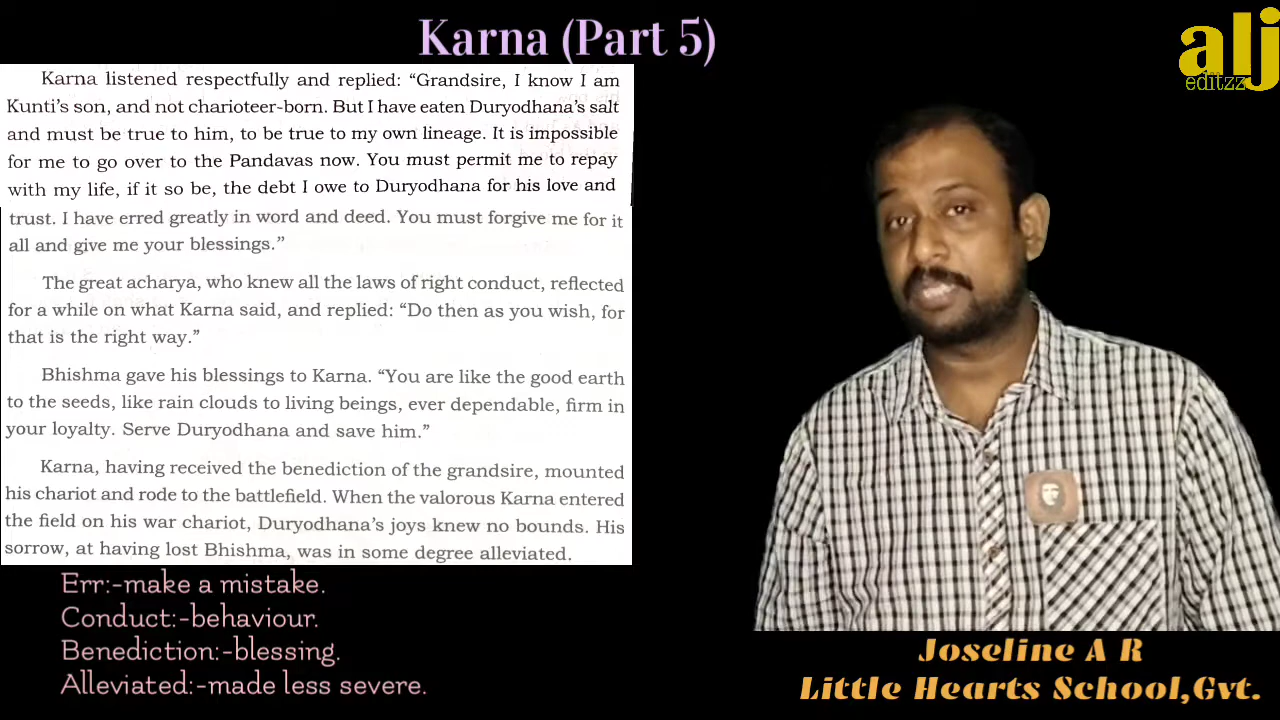 Karna (Part 5)
alj
editzz
Karna listened respectfully and replied: “Grandsire, I know I am
Kunti’s son, and not charioteer-born. But I have eaten Duryodhana’s salt
and must be true to him, to be true to my own lineage. It is impossible
for me to go over to the Pandavas now. You must permit me to repay
with my life, if it so be, the debt I owe to Duryodhana for his love and
trust. I have erred greatly in word and deed. You must forgive me for it
all and give me your blessings.”
The great acharya, who knew all the laws of right conduct, reflected
for a while on what Karna said, and replied: “Do then as you wish, for
that is the right way.”
Bhishma gave his blessings to Karna. “You are like the good earth
to the seeds, like rain clouds to living beings, ever dependable, firm in
your loyalty. Serve Duryodhana and save him.”
Karna, having received the benediction of the grandsire, mounted
his chariot and rode to the battlefield. When the valorous Karna entered
the field on his war chariot, Duryodhana’s joys knew no bounds. His
sorrow, at having lost Bhishma, was in some degree alleviated.
Err:-make a mistake.
Conduct:-behaviour.
Benediction:-blessing.
Alleviated:-made less severe.
Joseline A R
Little Hearts School,Gvt.